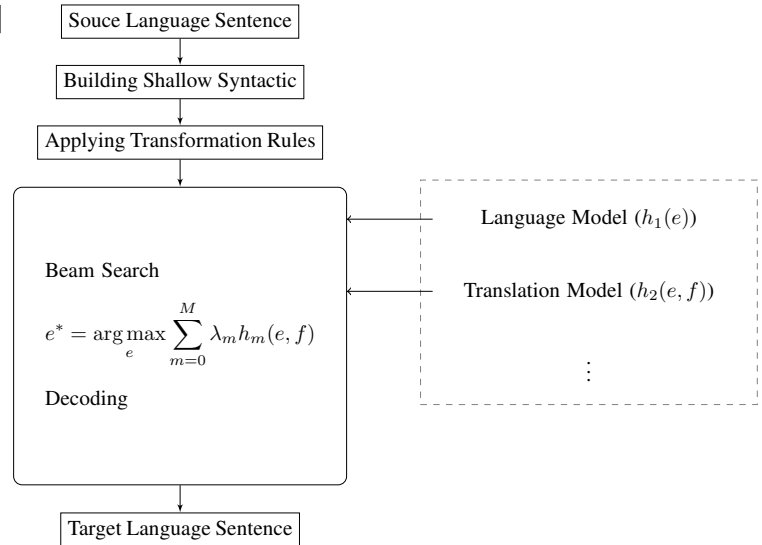 Souce Language Sentence
Building Shallow Syntactic
Applying Transformation Rules
Beam Search
e* = arg max_e ∑_{m=0}^{M} λ_m h_m(e, f)
Decoding
Language Model (h_1(e))
Translation Model (h_2(e, f))
⋮
Target Language Sentence